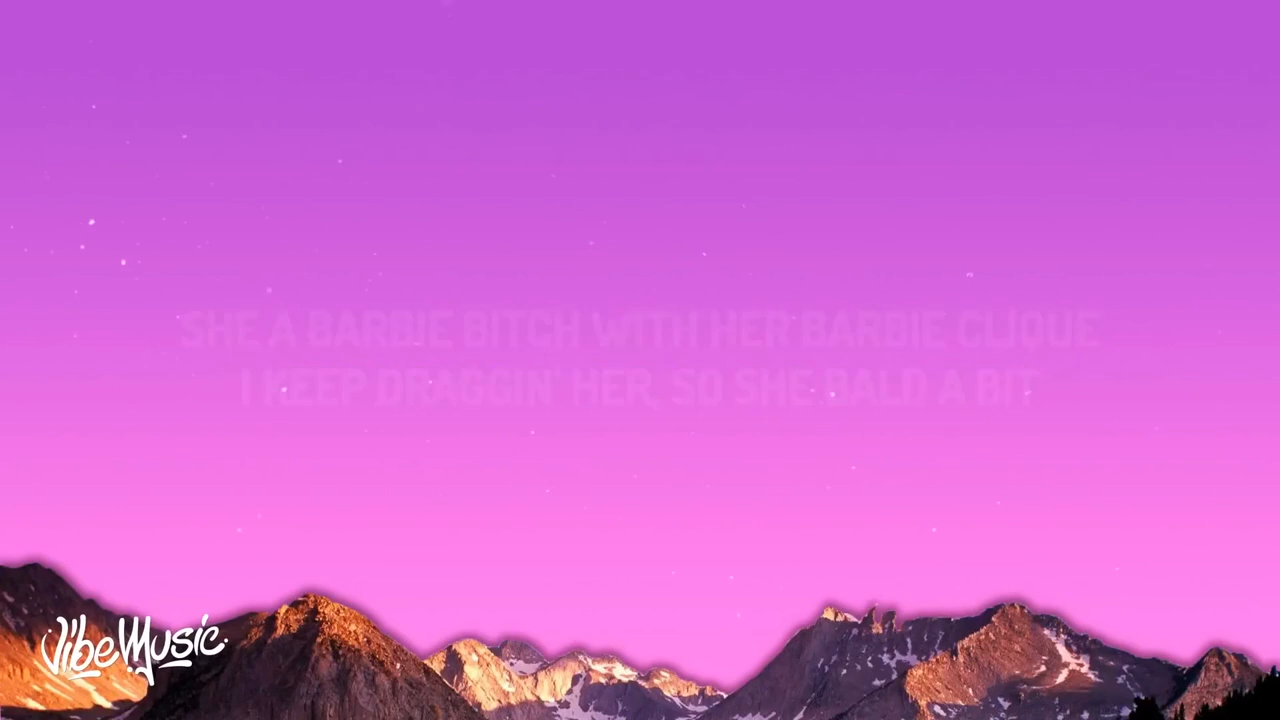 SHE A BARBIE BITCH WITH HER BARBIE CLIQUE
I KEEP DRAGGIN' HER, SO SHE BALD A BIT
VibeMusic